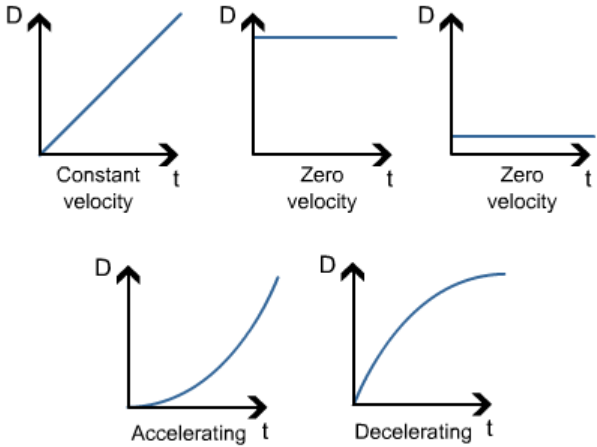 D
D
D
Constant
velocity
t
Zero
velocity
t
Zero
velocity
t
D
D
Accelerating
t
Decelerating
t